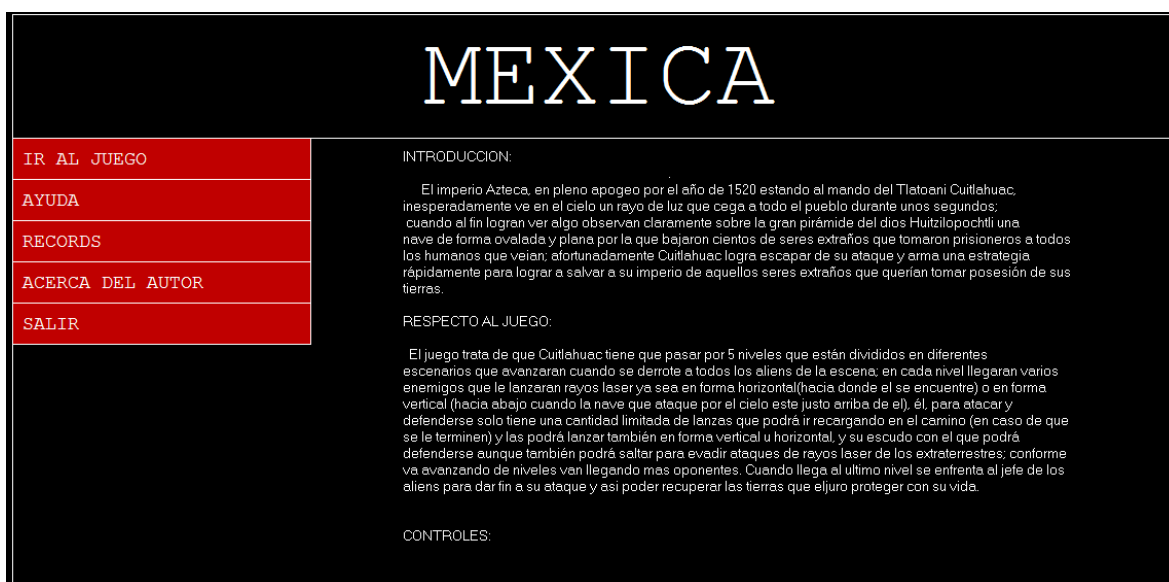 MEXICA
IR AL JUEGO
AYUDA
RECORDS
ACERCA DEL AUTOR
SALIR
INTRODUCCION:
El imperio Azteca, en pleno apogeo por el año de 1520 estando al mando del Tlatoani Cuitlahuac,
inesperadamente ve en el cielo un rayo de luz que cega a todo el pueblo durante unos segundos;
cuando al fin logran ver algo observan claramente sobre la gran pirámide del dios Huitzilopochtli una
nave de forma ovalada y plana por la que bajaron cientos de seres extraños que tomaron prisioneros a todos
los humanos que veian; afortunadamente Cuitlahuac logra escapar de su ataque y arma una estrategia
rápidamente para lograr a salvar a su imperio de aquellos seres extraños que querían tomar posesión de sus
tierras.
RESPECTO AL JUEGO:
El juego trata de que Cuitlahuac tiene que pasar por 5 niveles que están divididos en diferentes
escenarios que avanzaran cuando se derrote a todos los aliens de la escena; en cada nivel llegaran varios
enemigos que le lanzaran rayos laser ya sea en forma horizontal(hacia donde el se encuentre) o en forma
vertical (hacia abajo cuando la nave que ataque por el cielo este justo arriba de el), él, para atacar y
defenderse solo tiene una cantidad limitada de lanzas que podrá ir recargando en el camino (en caso de que
se le terminen) y las podrá lanzar también en forma vertical u horizontal, y su escudo con el que podrá
defenderse aunque también podrá saltar para evadir ataques de rayos laser de los extraterrestres; conforme
va avanzando de niveles van llegando mas oponentes. Cuando llega al ultimo nivel se enfrenta al jefe de los
aliens para dar fin a su ataque y asi poder recuperar las tierras que eljuro proteger con su vida.
CONTROLES: